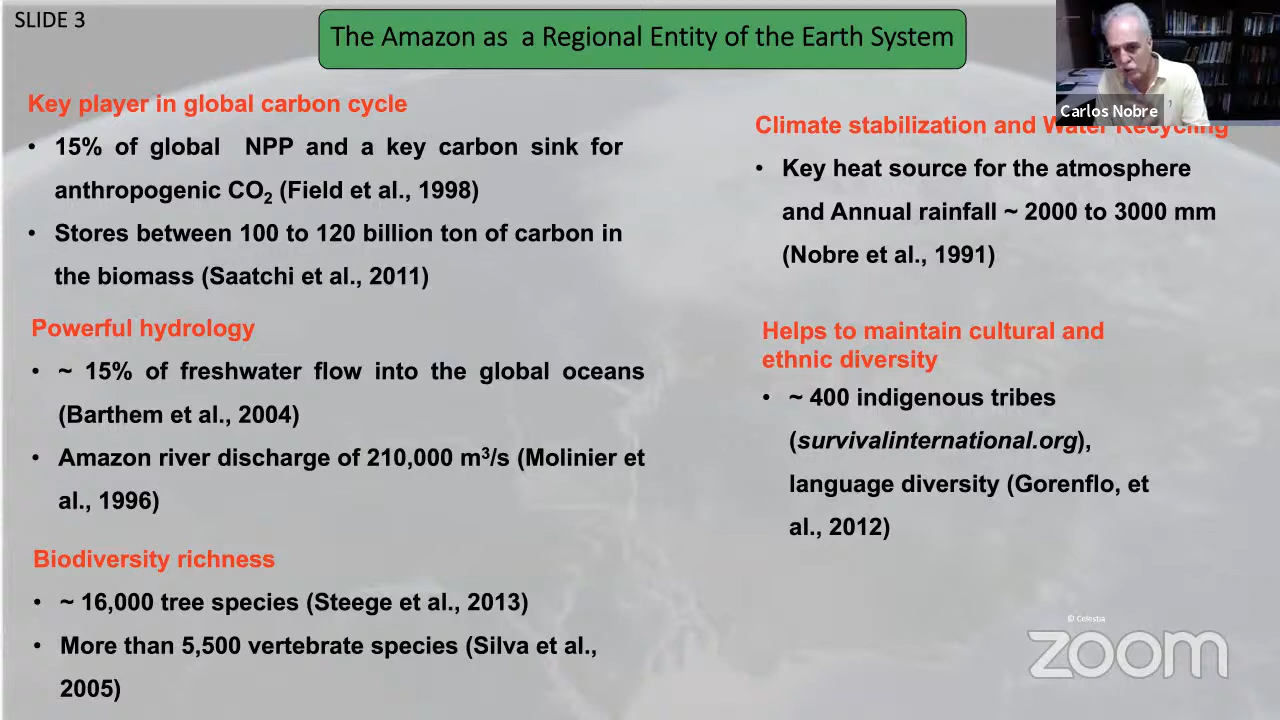 SLIDE 3
The Amazon as a Regional Entity of the Earth System
Carlos Nobre
Key player in global carbon cycle
• 15% of global NPP and a key carbon sink for
anthropogenic CO₂ (Field et al., 1998)
• Stores between 100 to 120 billion ton of carbon in
the biomass (Saatchi et al., 2011)
Powerful hydrology
• ~ 15% of freshwater flow into the global oceans
(Barthem et al., 2004)
• Amazon river discharge of 210,000 m³/s (Molinier et
al., 1996)
Biodiversity richness
• ~ 16,000 tree species (Steege et al., 2013)
• More than 5,500 vertebrate species (Silva et al.,
2005)
Climate stabilization and Water Recycling
• Key heat source for the atmosphere
and Annual rainfall ~ 2000 to 3000 mm
(Nobre et al., 1991)
Helps to maintain cultural and
ethnic diversity
• ~ 400 indigenous tribes
(survivalinternational.org),
language diversity (Gorenflo, et
al., 2012)
© Celestia
zoom